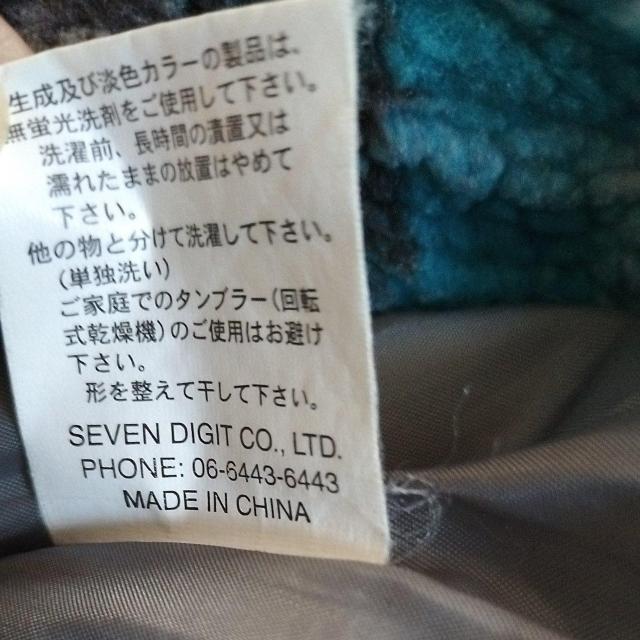 生成及び淡色カラーの製品は、
無蛍光洗剤をご使用して下さい。
洗濯前、長時間の漬置又は
濡れたままの放置はやめて
下さい。
他の物と分けて洗濯して下さい。
(単独洗い)
ご家庭でのタンブラー(回転
式乾燥機)のご使用はお避け
下さい。
形を整えて干して下さい。
SEVEN DIGIT CO., LTD.
PHONE: 06-6443-6443
MADE IN CHINA